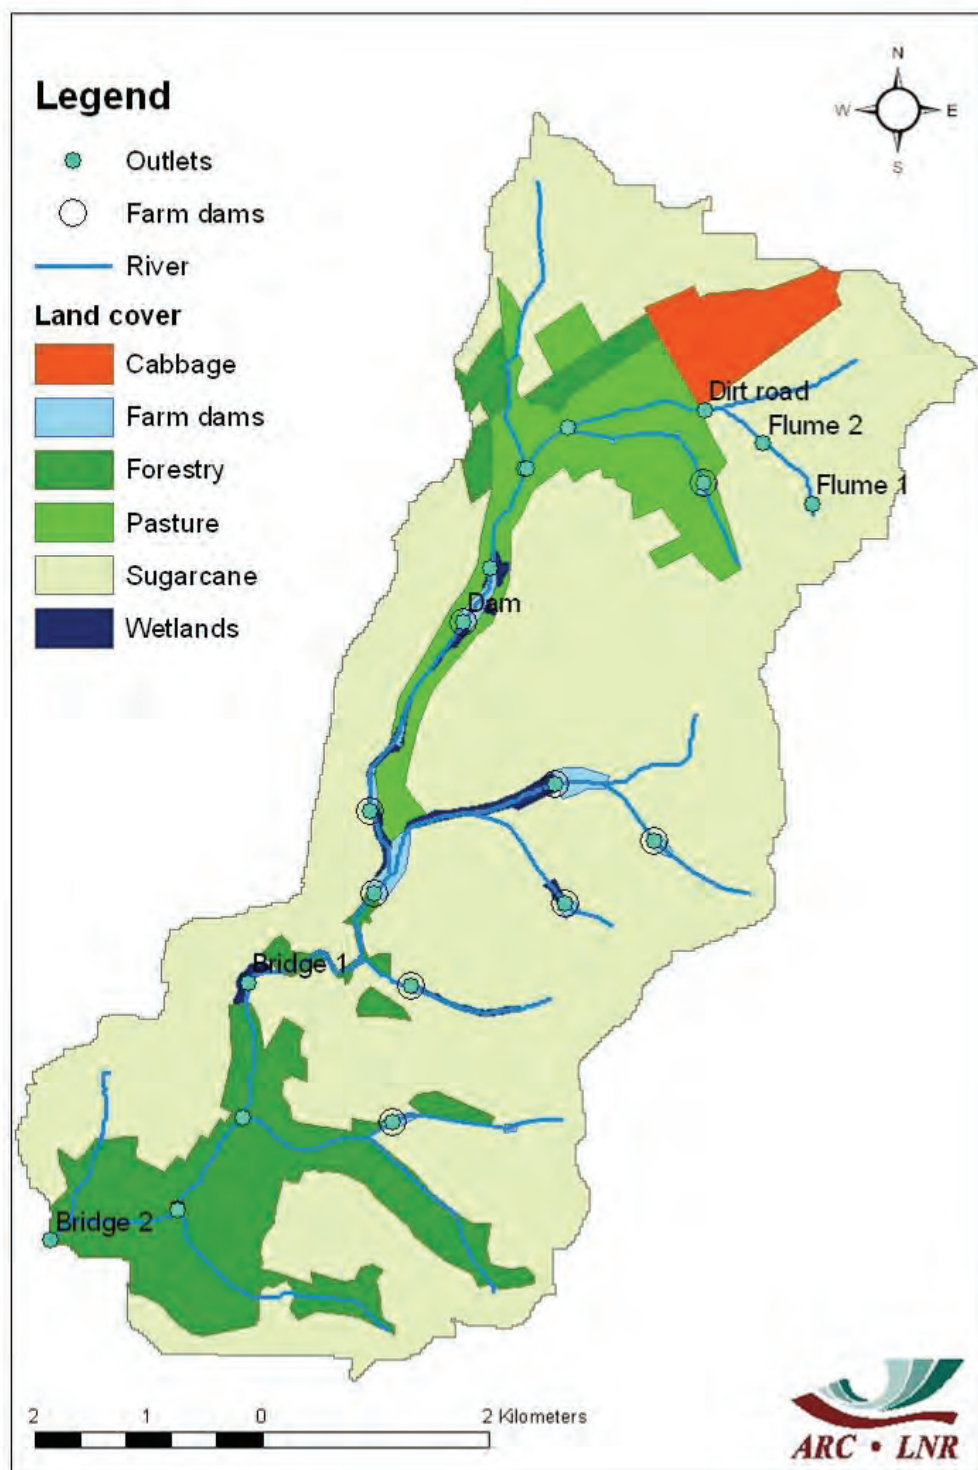 N
W E
S
Legend
Outlets
Farm dams
River
Land cover
Cabbage
Farm dams
Forestry
Pasture
Sugarcane
Wetlands
Dirt road
Flume 2
Flume 1
Dam
Bridge 1
Bridge 2
2 1 0 2 Kilometers
ARC • LNR